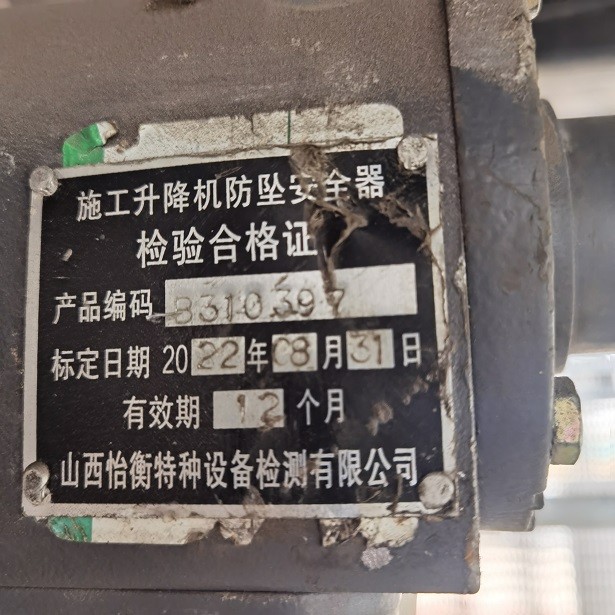 施工升降机防坠安全器
检验合格证
产品编码 B310397
标定日期 2022年08月31日
有效期 12个月
山西怡衡特种设备检测有限公司